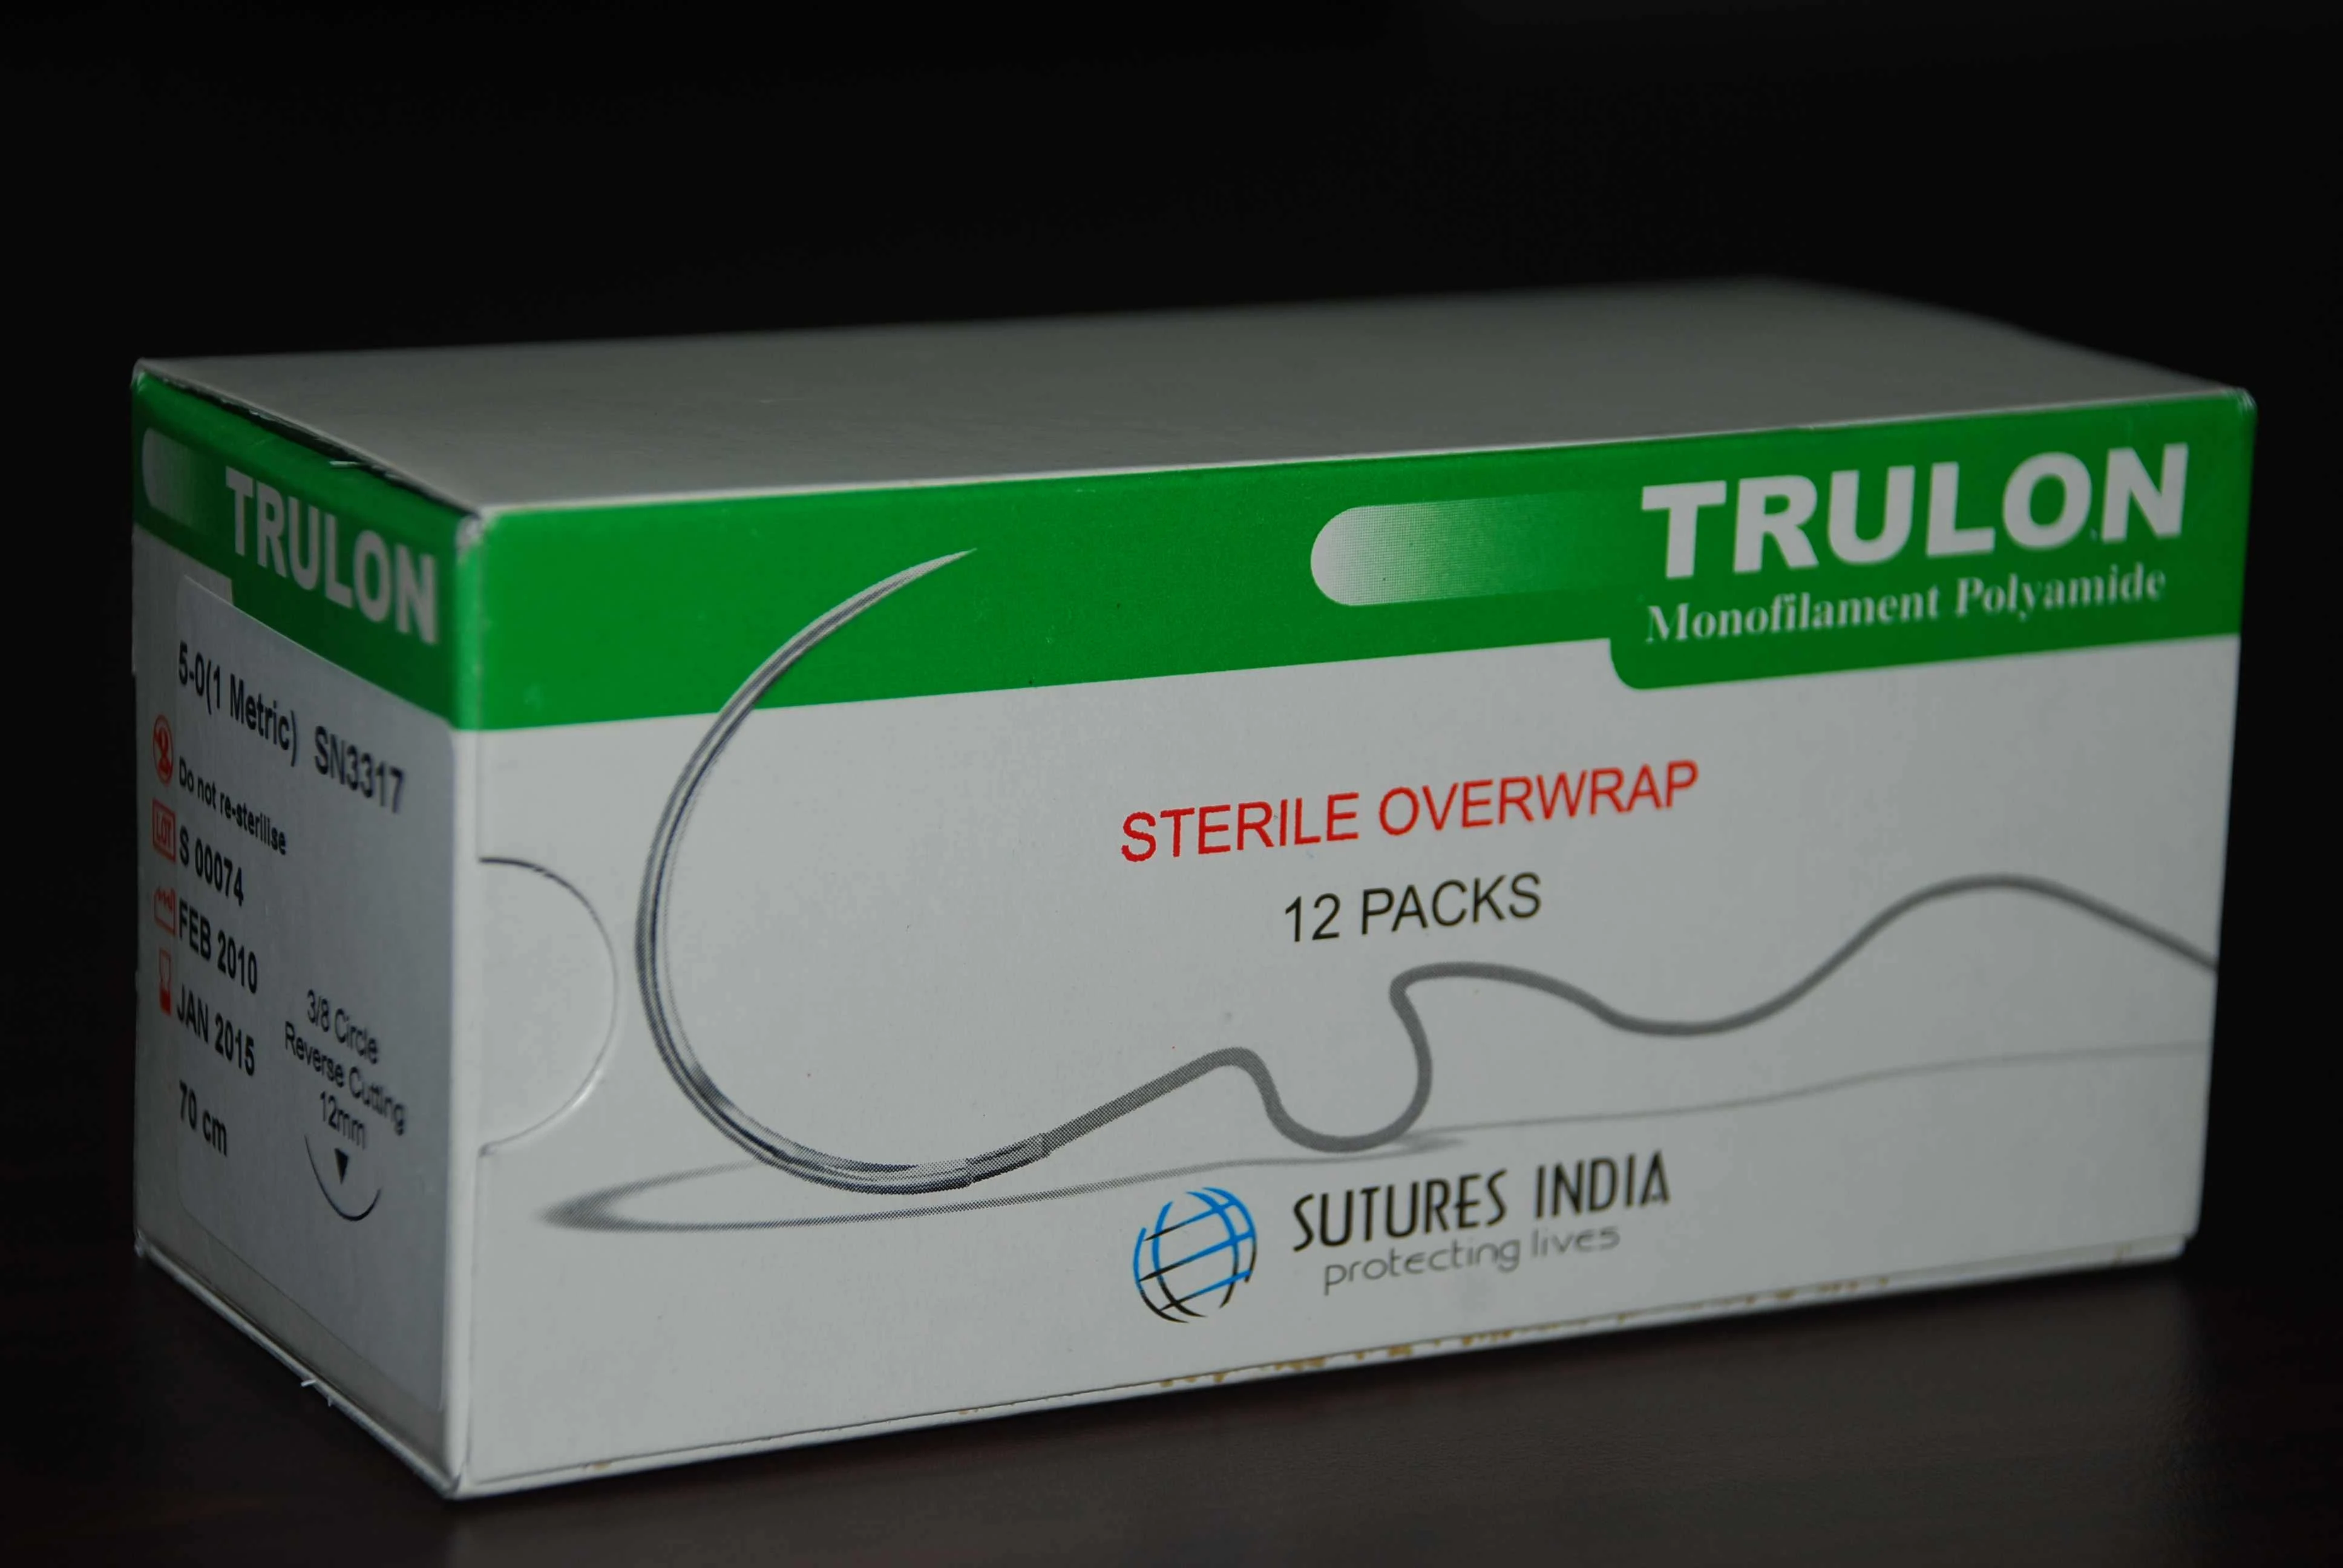 TRULON
5-0(1 Metric) SN3317
Do not re-sterilise
LOT S 00074
FEB 2010
JAN 2015
70 cm
3/8 Circle
Reverse Cutting
12mm
TRULON
Monofilament Polyamide
STERILE OVERWRAP
12 PACKS
SUTURES INDIA
protecting lives